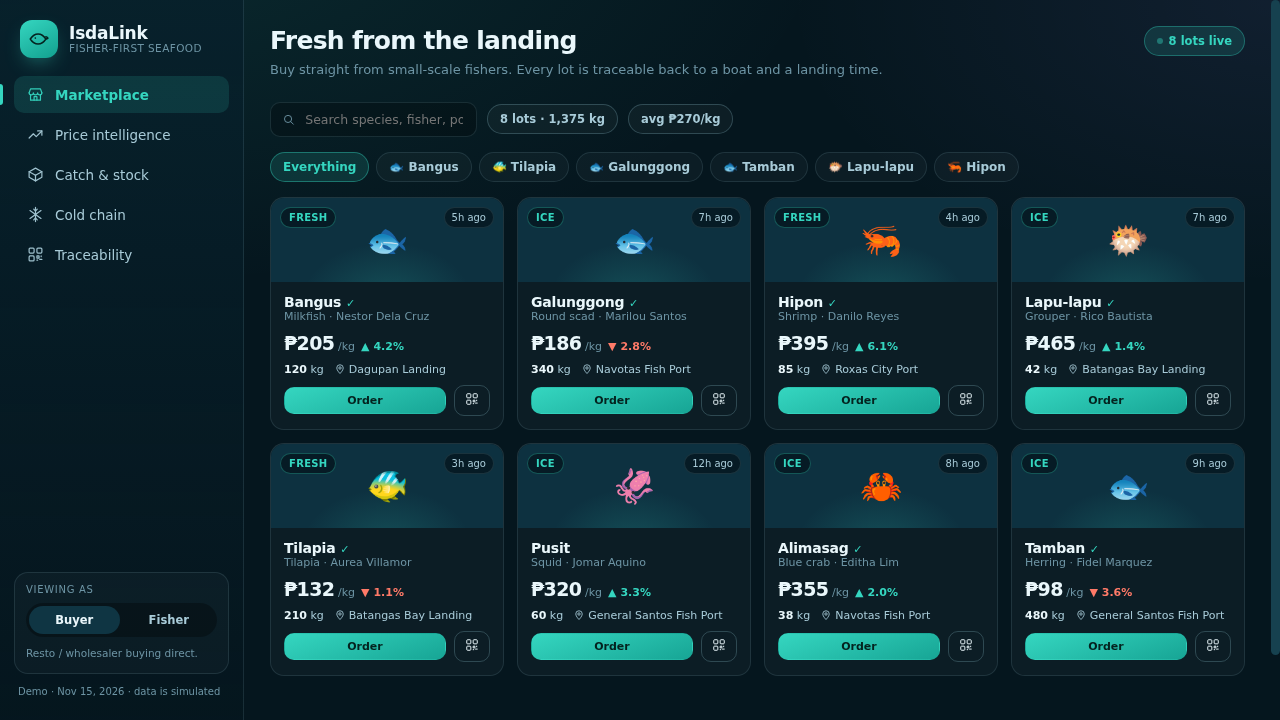 IsdaLink
FISHER-FIRST SEAFOOD
Marketplace
Price intelligence
Catch & stock
Cold chain
Traceability
VIEWING AS
Buyer
Fisher
Resto / wholesaler buying direct.
Demo · Nov 15, 2026 · data is simulated
Fresh from the landing
8 lots live
Buy straight from small-scale fishers. Every lot is traceable back to a boat and a landing time.
Search species, fisher, pc
8 lots · 1,375 kg
avg ₱270/kg
Everything
Bangus
Tilapia
Galunggong
Tamban
Lapu-lapu
Hipon
FRESH
5h ago
Bangus ✓
Milkfish · Nestor Dela Cruz
₱205 /kg ▲ 4.2%
120 kg Dagupan Landing
Order
ICE
7h ago
Galunggong ✓
Round scad · Marilou Santos
₱186 /kg ▼ 2.8%
340 kg Navotas Fish Port
Order
FRESH
4h ago
Hipon ✓
Shrimp · Danilo Reyes
₱395 /kg ▲ 6.1%
85 kg Roxas City Port
Order
ICE
7h ago
Lapu-lapu ✓
Grouper · Rico Bautista
₱465 /kg ▲ 1.4%
42 kg Batangas Bay Landing
Order
FRESH
3h ago
Tilapia ✓
Tilapia · Aurea Villamor
₱132 /kg ▼ 1.1%
210 kg Batangas Bay Landing
Order
ICE
12h ago
Pusit
Squid · Jomar Aquino
₱320 /kg ▲ 3.3%
60 kg General Santos Fish Port
Order
ICE
8h ago
Alimasag ✓
Blue crab · Editha Lim
₱355 /kg ▲ 2.0%
38 kg Navotas Fish Port
Order
ICE
9h ago
Tamban ✓
Herring · Fidel Marquez
₱98 /kg ▼ 3.6%
480 kg General Santos Fish Port
Order